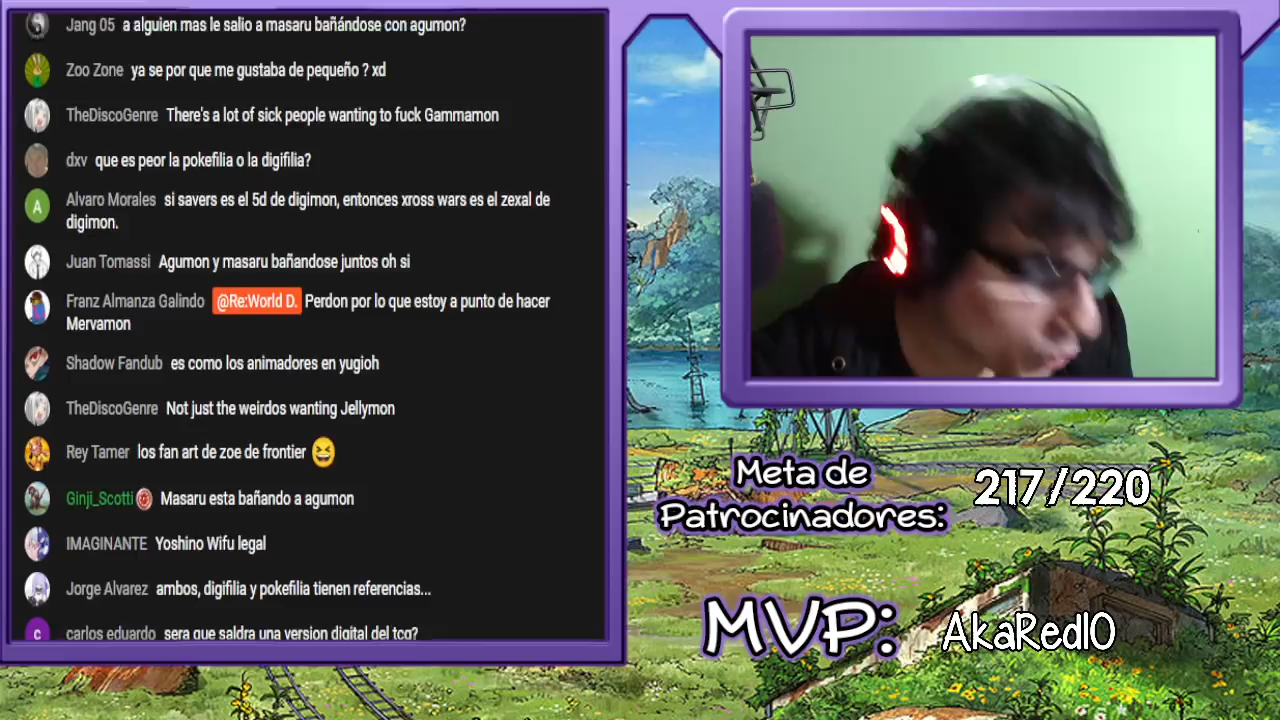 Jang 05 a alguien mas le salio a masaru bañándose con agumon?
Zoo Zone ya se por que me gustaba de pequeño ? xd
TheDiscoGenre There's a lot of sick people wanting to fuck Gammamon
dxv que es peor la pokefilia o la digifilia?
A
Alvaro Morales si savers es el 5d de digimon, entonces xross wars es el zexal de
digimon.
Juan Tomassi Agumon y masaru bañandose juntos oh si
Franz Almanza Galindo @Re:World D. Perdon por lo que estoy a punto de hacer
Mervamon
Shadow Fandub es como los animadores en yugioh
TheDiscoGenre Not just the weirdos wanting Jellymon
Rey Tamer los fan art de zoe de frontier
Ginji_Scotti Masaru esta bañando a agumon
IMAGINANTE Yoshino Wifu legal
Jorge Alvarez ambos, digifilia y pokefilia tienen referencias...
c carlos eduardo sera que saldra una version digital del tcg?
Meta de
Patrocinadores: 217/220
MVP: AkaRed10